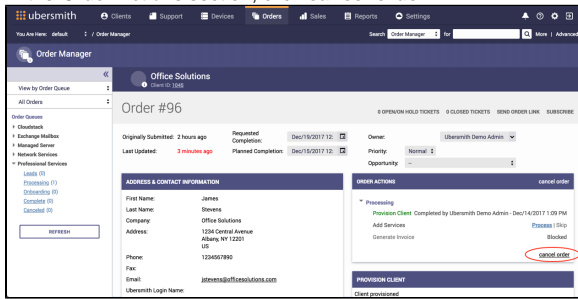 ubersmith
Clients
Support
Devices
Orders
Sales
Reports
Settings
You Are Here: default / Order Manager
Search Order Manager for
More | Advanced
Order Manager
View by Order Queue
All Orders
Order Queues
Cloudstack
Exchange Mailbox
Managed Server
Network Services
Professional Services
Leads (0)
Processing (1)
Onboarding (0)
Complete (0)
Canceled (0)
REFRESH
Office Solutions
Client ID: 1045
Order #96
0 OPEN/ON HOLD TICKETS 0 CLOSED TICKETS SEND ORDER LINK SUBSCRIBE
Originally Submitted: 2 hours ago
Last Updated: 3 minutes ago
Requested Completion: Dec/19/2017 12:
Planned Completion: Dec/15/2017 12:
Owner: Ubersmith Demo Admin
Priority: Normal
Opportunity: --
ADDRESS & CONTACT INFORMATION
First Name: James
Last Name: Stevens
Company: Office Solutions
Address: 1234 Central Avenue
Albany, NY 12201
US
Phone: 1234567890
Fax:
Email: jstevens@officesolutions.com
Ubersmith Login Name:
ORDER ACTIONS cancel order
Processing
Provision Client Completed by Ubersmith Demo Admin - Dec/14/2017 1:09 PM
Add Services Process | Skip
Generate Invoice Blocked
cancel order
PROVISION CLIENT
Client provisioned